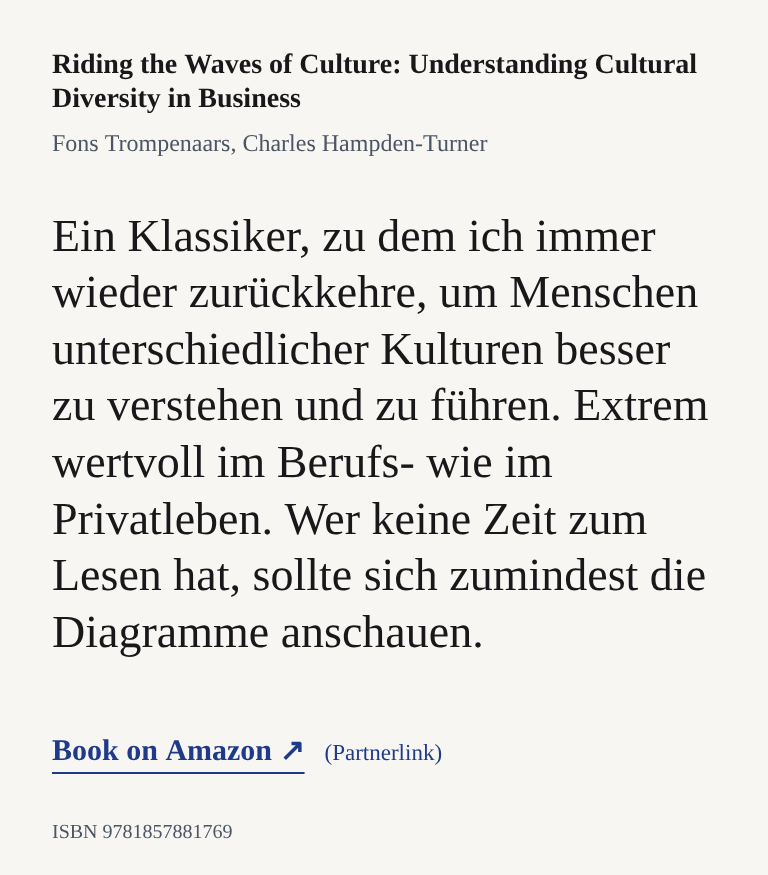 Riding the Waves of Culture: Understanding Cultural
Diversity in Business
Fons Trompenaars, Charles Hampden-Turner
Ein Klassiker, zu dem ich immer
wieder zurückkehre, um Menschen
unterschiedlicher Kulturen besser
zu verstehen und zu führen. Extrem
wertvoll im Berufs- wie im
Privatleben. Wer keine Zeit zum
Lesen hat, sollte sich zumindest die
Diagramme anschauen.
Book on Amazon ↗ (Partnerlink)
ISBN 9781857881769